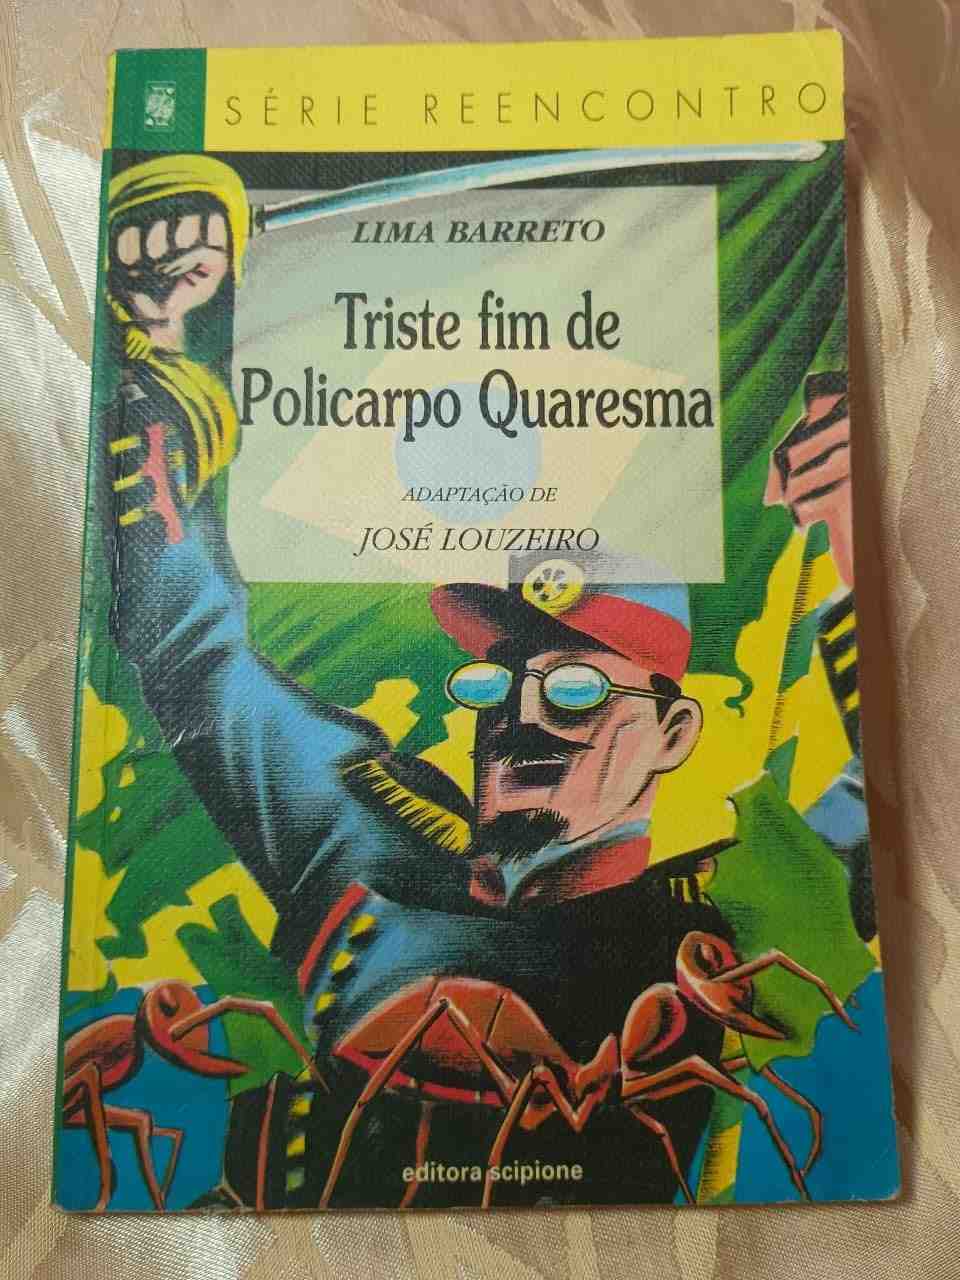 SÉRIE REENCONTRO
LIMA BARRETO
Triste fim de
Policarpo Quaresma
ADAPTAÇÃO DE
JOSÉ LOUZEIRO
editora scipione